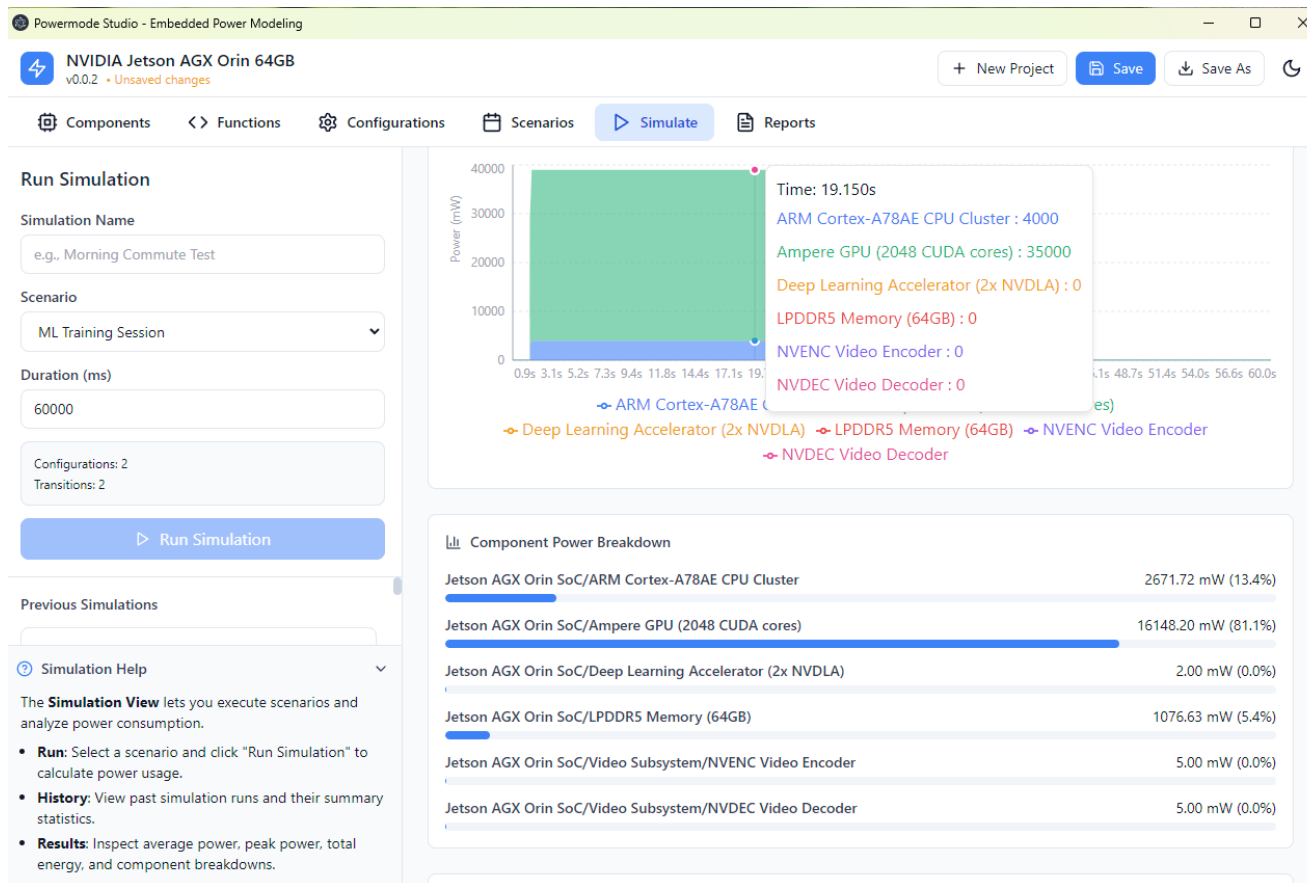 Powermode Studio - Embedded Power Modeling
NVIDIA Jetson AGX Orin 64GB
v0.0.2 • Unsaved changes
+ New Project
Save
Save As
Components
Functions
Configurations
Scenarios
Simulate
Reports
Run Simulation
Simulation Name
e.g., Morning Commute Test
Scenario
ML Training Session
Duration (ms)
60000
Configurations: 2
Transitions: 2
Run Simulation
Previous Simulations
Simulation Help
The Simulation View lets you execute scenarios and
analyze power consumption.
• Run: Select a scenario and click "Run Simulation" to
calculate power usage.
• History: View past simulation runs and their summary
statistics.
• Results: Inspect average power, peak power, total
energy, and component breakdowns.
Power (mW)
40000
30000
20000
10000
0
0.9s 3.1s 5.2s 7.3s 9.4s 11.8s 14.4s 17.1s 19. .1s 48.7s 51.4s 54.0s 56.6s 60.0s
Time: 19.150s
ARM Cortex-A78AE CPU Cluster : 4000
Ampere GPU (2048 CUDA cores) : 35000
Deep Learning Accelerator (2x NVDLA) : 0
LPDDR5 Memory (64GB) : 0
NVENC Video Encoder : 0
NVDEC Video Decoder : 0
ARM Cortex-A78AE es)
Deep Learning Accelerator (2x NVDLA) LPDDR5 Memory (64GB) NVENC Video Encoder
NVDEC Video Decoder
Component Power Breakdown
Jetson AGX Orin SoC/ARM Cortex-A78AE CPU Cluster 2671.72 mW (13.4%)
Jetson AGX Orin SoC/Ampere GPU (2048 CUDA cores) 16148.20 mW (81.1%)
Jetson AGX Orin SoC/Deep Learning Accelerator (2x NVDLA) 2.00 mW (0.0%)
Jetson AGX Orin SoC/LPDDR5 Memory (64GB) 1076.63 mW (5.4%)
Jetson AGX Orin SoC/Video Subsystem/NVENC Video Encoder 5.00 mW (0.0%)
Jetson AGX Orin SoC/Video Subsystem/NVDEC Video Decoder 5.00 mW (0.0%)